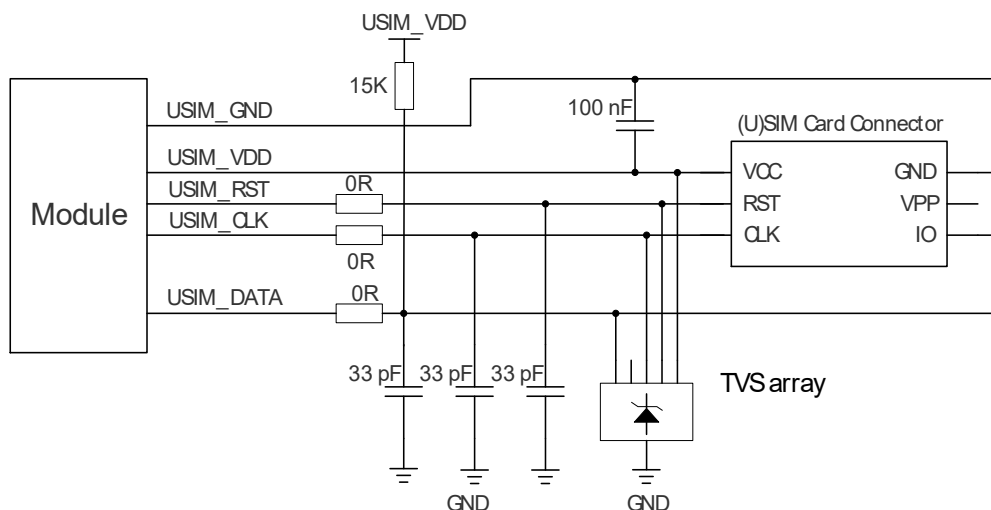 USIM_VDD
15K
USIM_GND
100 nF
(U)SIM Card Connector
USIM_VDD
VCC
GND
USIM_RST
0R
RST
VPP
Module
USIM_CLK
CLK
IO
0R
USIM_DATA
0R
33 pF
33 pF
33 pF
TVS array
GND
GND